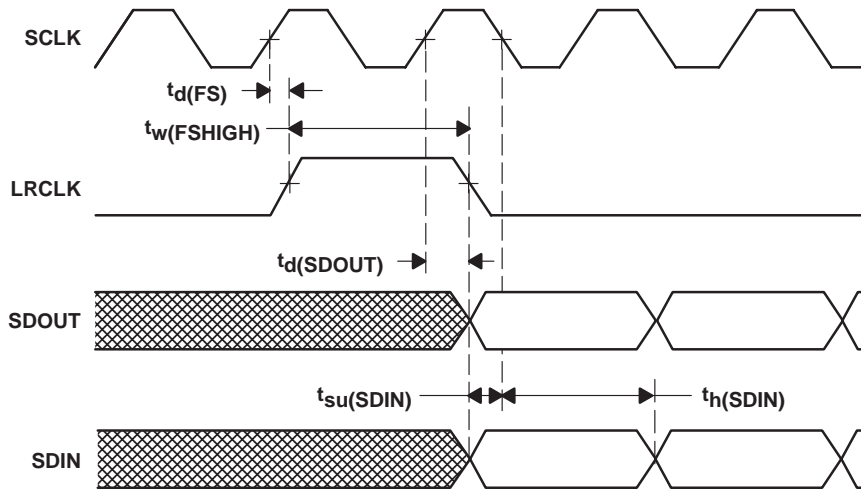 SCLK
td(FS)
tw(FSHIGH)
LRCLK
td(SDOUT)
SDOUT
tsu(SDIN)
th(SDIN)
SDIN